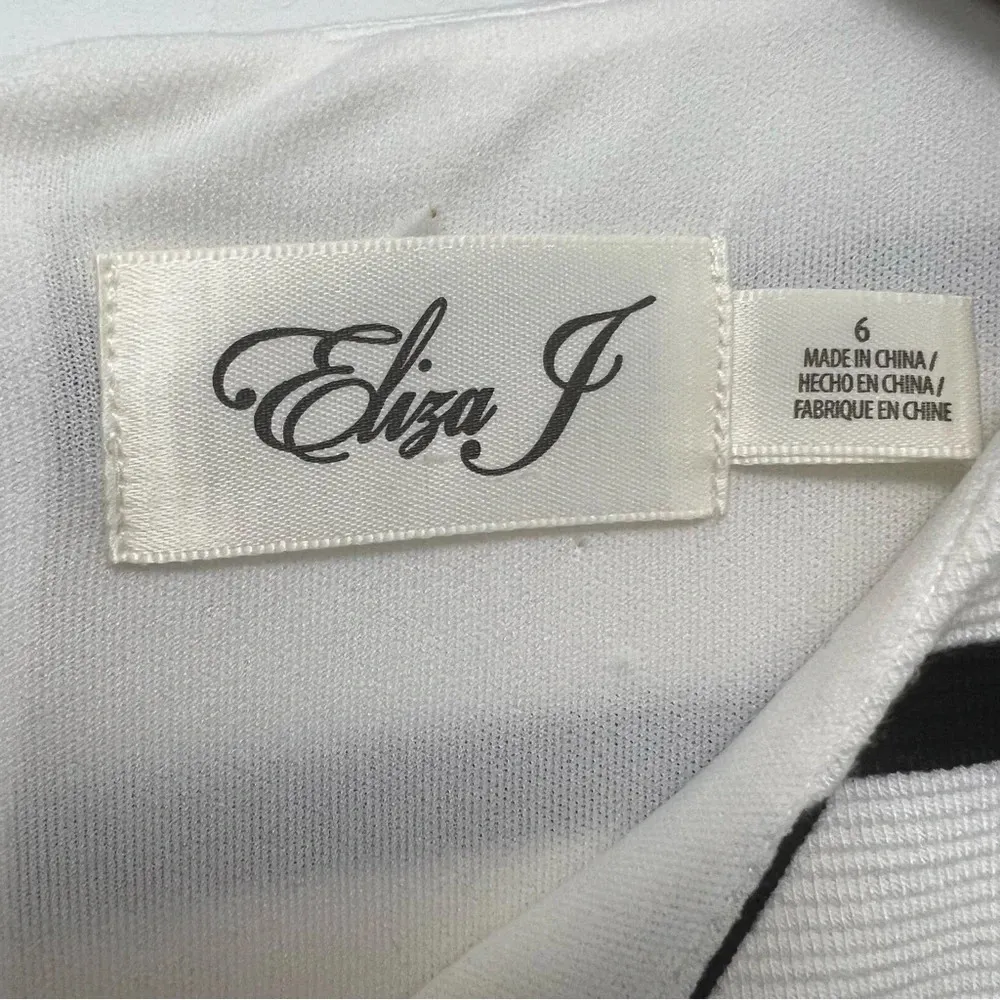 Eliza J
6
MADE IN CHINA /
HECHO EN CHINA /
FABRIQUE EN CHINE